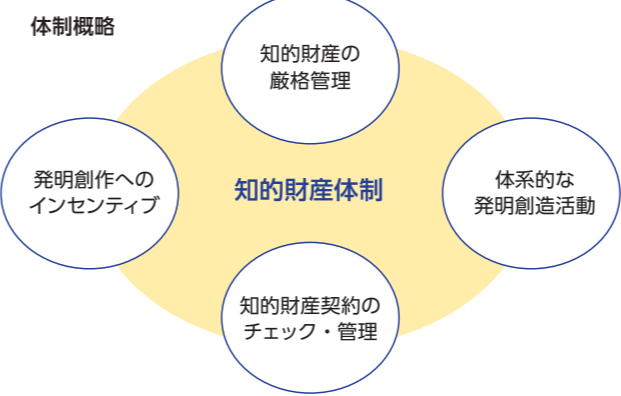 体制概略
知的財産の
厳格管理
発明創作への
インセンティブ
知的財産体制
体系的な
発明創造活動
知的財産契約の
チェック・管理